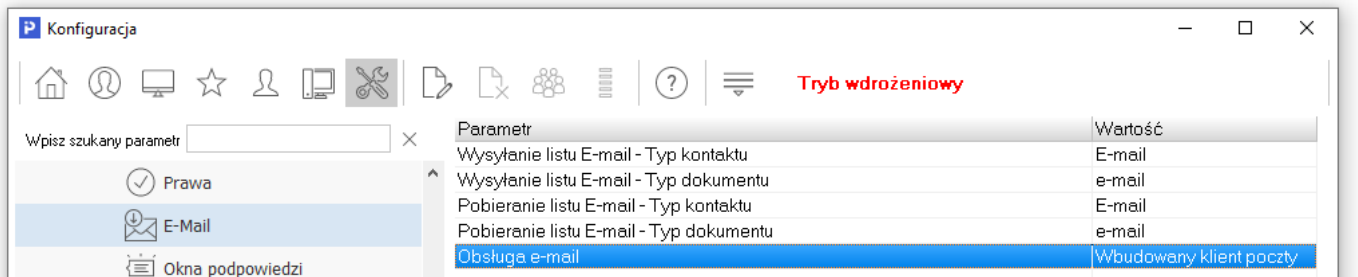 Konfiguracja
Tryb wdrożeniowy
Wpisz szukany parametr
Prawa
E-Mail
Okna podpowiedzi
Parametr Wartość
Wysyłanie listu E-mail - Typ kontaktu E-mail
Wysyłanie listu E-mail - Typ dokumentu e-mail
Pobieranie listu E-mail - Typ kontaktu E-mail
Pobieranie listu E-mail - Typ dokumentu e-mail
Obsługa e-mail Wbudowany klient poczty